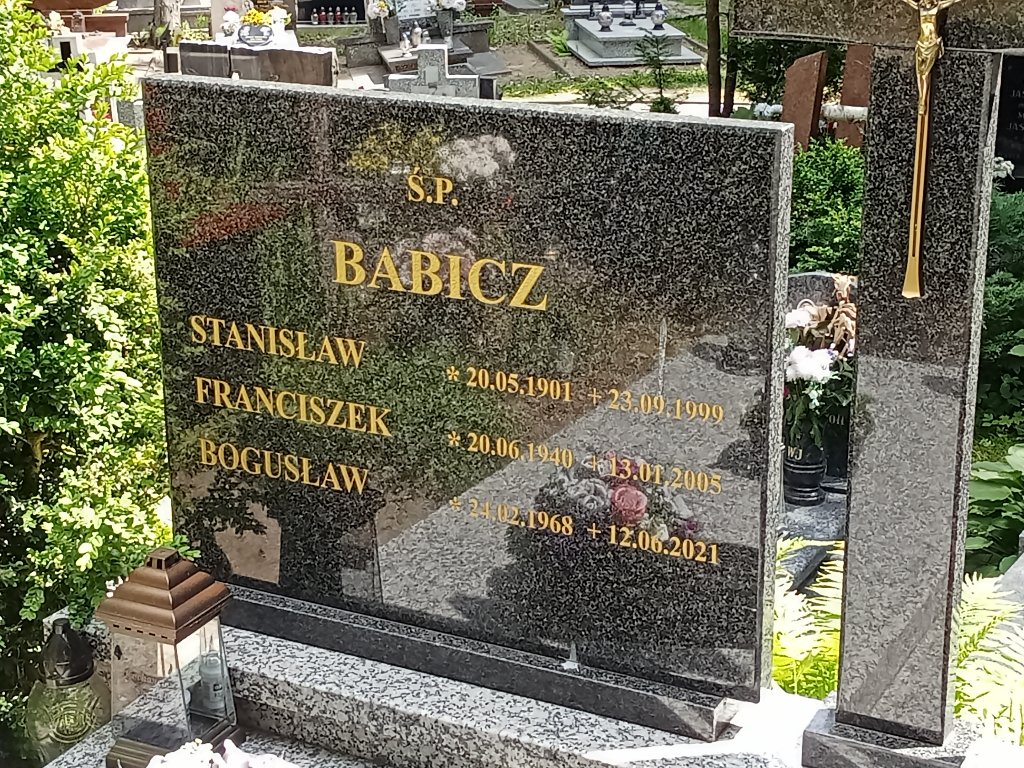 Ś.P.
BABICZ
STANISŁAW * 20.05.1901 + 23.09.1999
FRANCISZEK * 20.06.1940 + 13.01.2005
BOGUSŁAW * 24.02.1968 + 12.06.2021